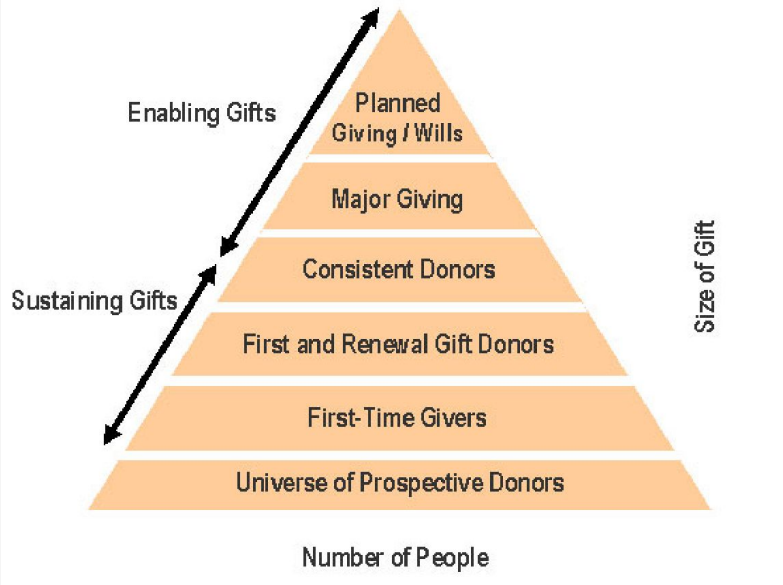 Enabling Gifts
Planned
Giving / Wills
Major Giving
Size of Gift
Consistent Donors
Sustaining Gifts
First and Renewal Gift Donors
First-Time Givers
Universe of Prospective Donors
Number of People